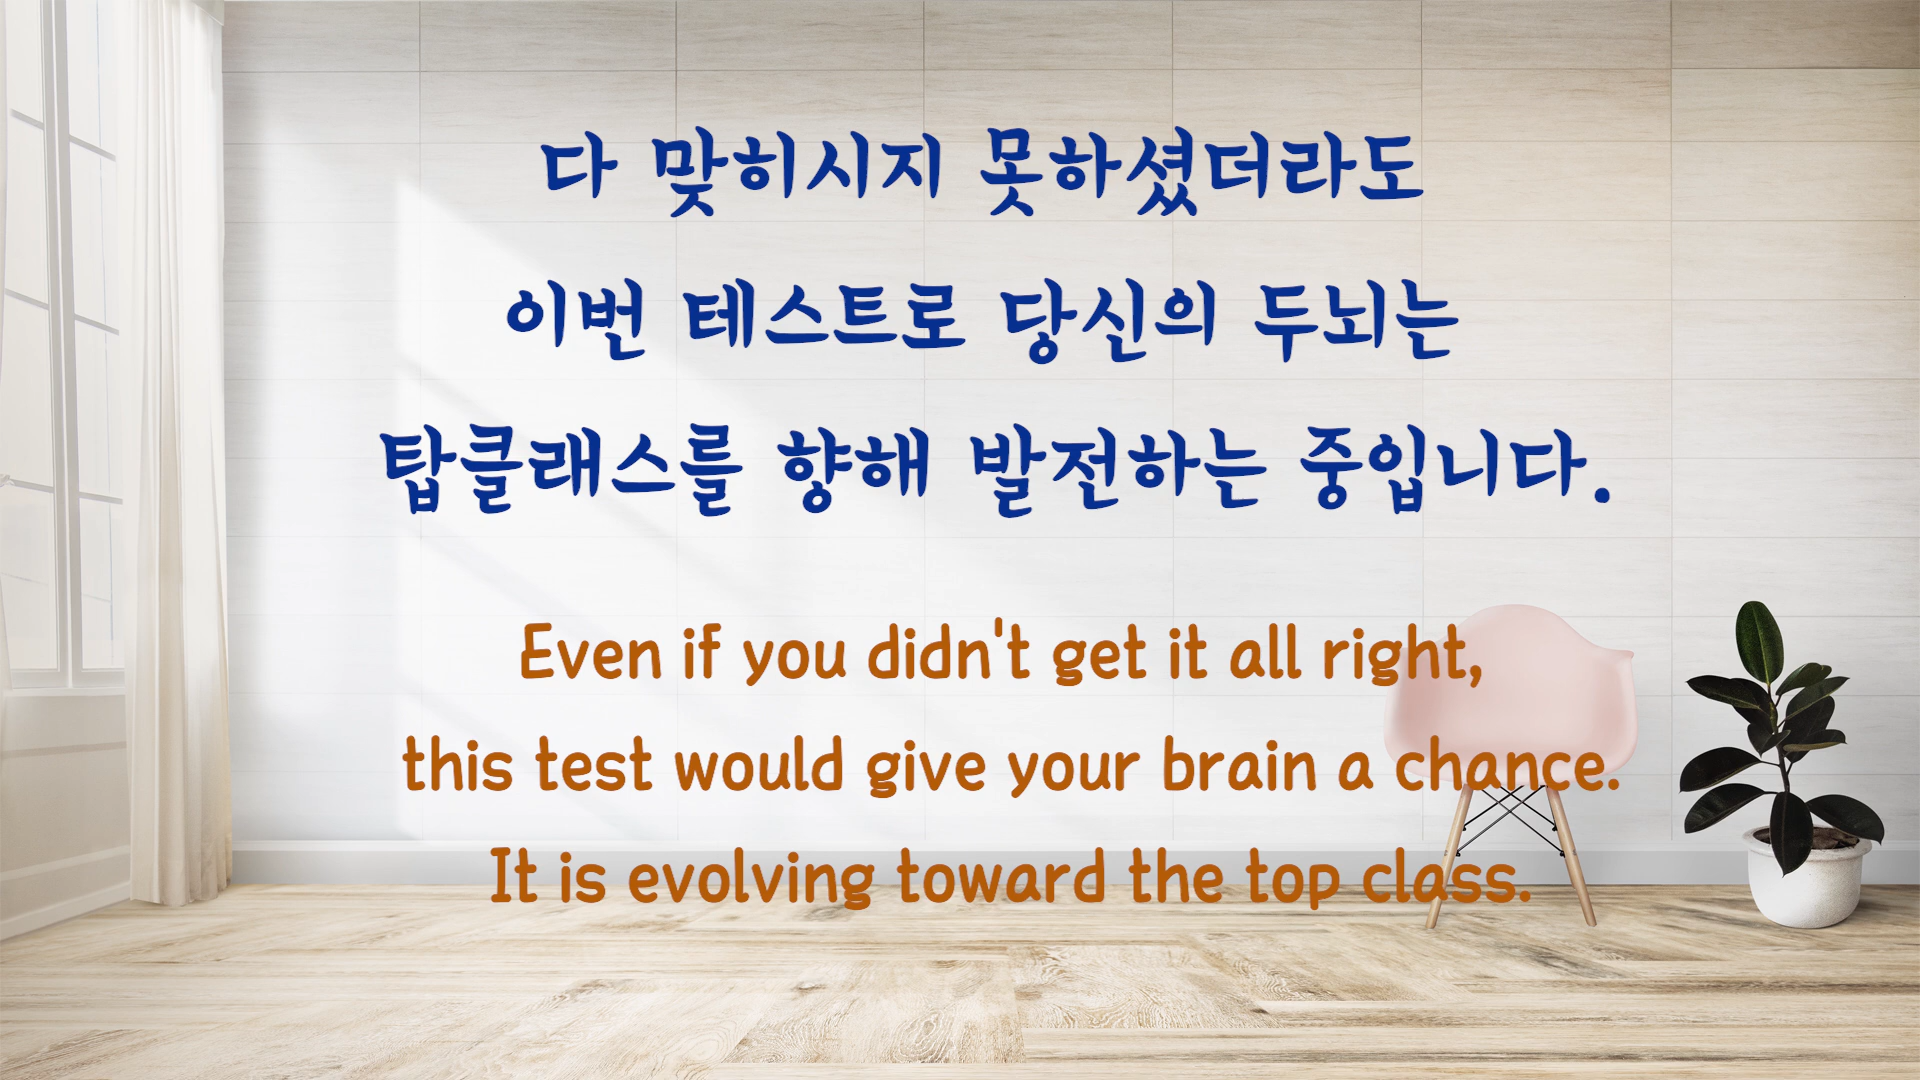 다 맞히시지 못하셨더라도
이번 테스트로 당신의 두뇌는
탑클래스를 향해 발전하는 중입니다.
Even if you didn't get it all right,
this test would give your brain a chance.
It is evolving toward the top class.